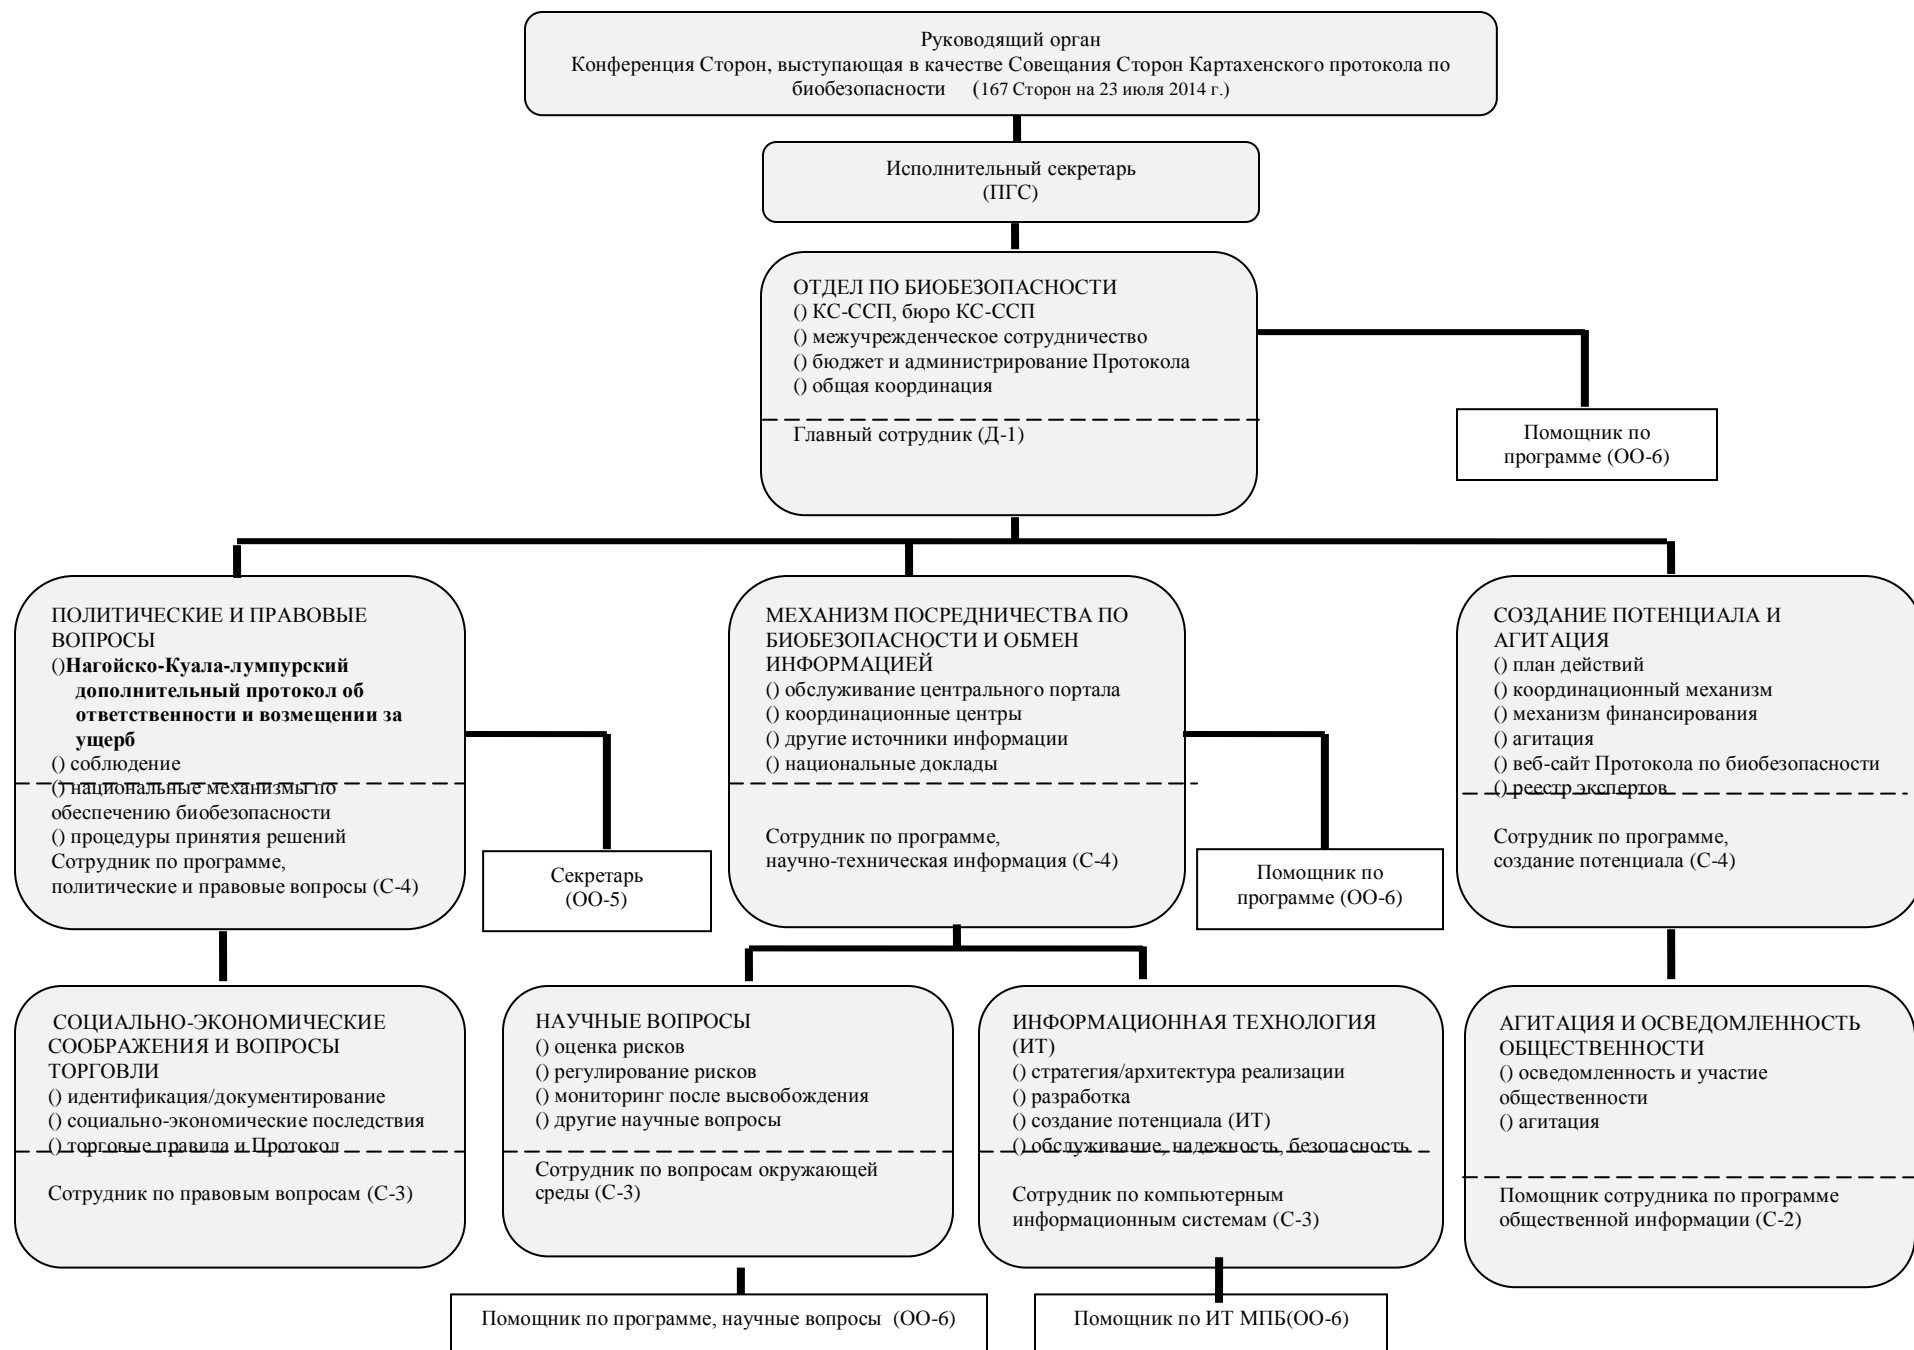 Руководящий орган
Конференция Сторон, выступающая в качестве Совещания Сторон Картахенского протокола по
биобезопасности (167 Сторон на 23 июля 2014 г.)
Исполнительный секретарь
(ПГС)
ОТДЕЛ ПО БИОБЕЗОПАСНОСТИ
() КС-ССП, бюро КС-ССП
() межучрежденческое сотрудничество
() бюджет и администрирование Протокола
() общая координация
Главный сотрудник (Д-1)
Помощник по
программе (ОО-6)
ПОЛИТИЧЕСКИЕ И ПРАВОВЫЕ
ВОПРОСЫ
()Нагойско-Куала-лумпурский
дополнительный протокол об
ответственности и возмещении за
ущерб
() соблюдение
() национальные механизмы по
обеспечению биобезопасности
() процедуры принятия решений
Сотрудник по программе,
политические и правовые вопросы (С-4)
Секретарь
(ОО-5)
МЕХАНИЗМ ПОСРЕДНИЧЕСТВА ПО
БИОБЕЗОПАСНОСТИ И ОБМЕН
ИНФОРМАЦИЕЙ
() обслуживание центрального портала
() координационные центры
() другие источники информации
() национальные доклады
Сотрудник по программе,
научно-техническая информация (С-4)
Помощник по
программе (ОО-6)
СОЗДАНИЕ ПОТЕНЦИАЛА И
АГИТАЦИЯ
() план действий
() координационный механизм
() механизм финансирования
() агитация
() веб-сайт Протокола по биобезопасности
() реестр экспертов
Сотрудник по программе,
создание потенциала (С-4)
СОЦИАЛЬНО-ЭКОНОМИЧЕСКИЕ
СООБРАЖЕНИЯ И ВОПРОСЫ
ТОРГОВЛИ
() идентификация/документирование
() социально-экономические последствия
() торговые правила и Протокол
Сотрудник по правовым вопросам (С-3)
НАУЧНЫЕ ВОПРОСЫ
() оценка рисков
() регулирование рисков
() мониторинг после высвобождения
() другие научные вопросы
Сотрудник по вопросам окружающей
среды (С-3)
ИНФОРМАЦИОННАЯ ТЕХНОЛОГИЯ
(ИТ)
() стратегия/архитектура реализации
() разработка
() создание потенциала (ИТ)
() обслуживание, надежность, безопасность
Сотрудник по компьютерным
информационным системам (С-3)
АГИТАЦИЯ И ОСВЕДОМЛЕННОСТЬ
ОБЩЕСТВЕННОСТИ
() осведомленность и участие
общественности
() агитация
Помощник сотрудника по программе
общественной информации (С-2)
Помощник по программе, научные вопросы (ОО-6)
Помощник по ИТ МПБ(ОО-6)